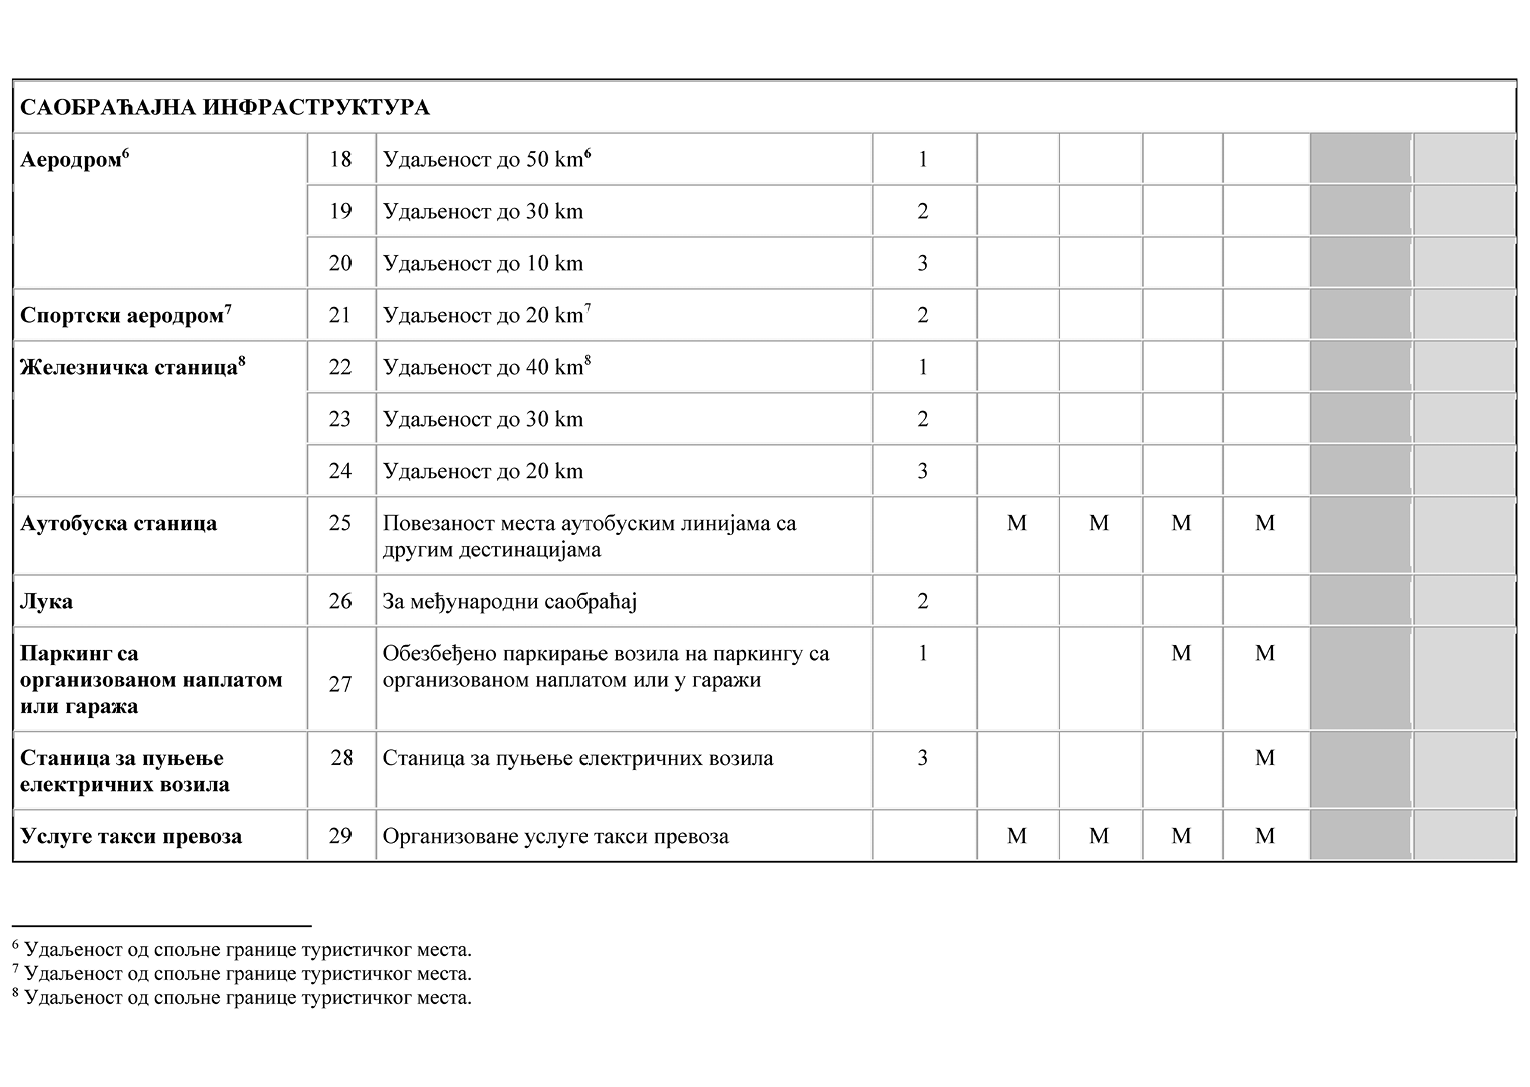 САОБРАЋАЈНА ИНФРАСТРУКТУРА
Аеродром⁶ 18 Удаљеност до 50 km⁶ 1
19 Удаљеност до 30 km 2
20 Удаљеност до 10 km 3
Спортски аеродром⁷ 21 Удаљеност до 20 km⁷ 2
Железничка станица⁸ 22 Удаљеност до 40 km⁸ 1
23 Удаљеност до 30 km 2
24 Удаљеност до 20 km 3
Аутобуска станица 25 Повезаност места аутобуским линијама са M M M M
другим дестинацијама
Лука 26 За међународни саобраћај 2
Паркинг са Обезбеђено паркирање возила на паркингу са 1 M M
организованом наплатом 27 организованом наплатом или у гаражи
или гаража
Станица за пуњење 28 Станица за пуњење електричних возила 3 M
електричних возила
Услуге такси превоза 29 Организоване услуге такси превоза M M M M
⁶ Удаљеност од спољне границе туристичког места.
⁷ Удаљеност од спољне границе туристичког места.
⁸ Удаљеност од спољне границе туристичког места.